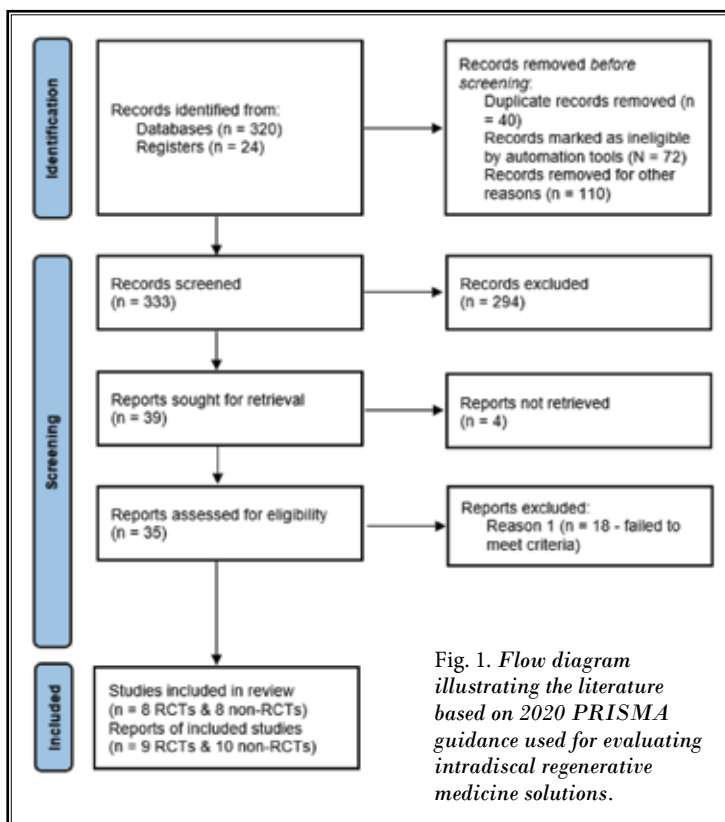 Identification
Records identified from:
Databases (n = 320)
Registers (n = 24)
Records removed before
screening:
Duplicate records removed (n
= 40)
Records marked as ineligible
by automation tools (N = 72)
Records removed for other
reasons (n = 110)
Screening
Records screened
(n = 333)
Records excluded
(n = 294)
Reports sought for retrieval
(n = 39)
Reports not retrieved
(n = 4)
Reports assessed for eligibility
(n = 35)
Reports excluded:
Reason 1 (n = 18 - failed to
meet criteria)
Included
Studies included in review
(n = 8 RCTs & 8 non-RCTs)
Reports of included studies
(n = 9 RCTs & 10 non-RCTs)
Fig. 1. Flow diagram
illustrating the literature
based on 2020 PRISMA
guidance used for evaluating
intradiscal regenerative
medicine solutions.